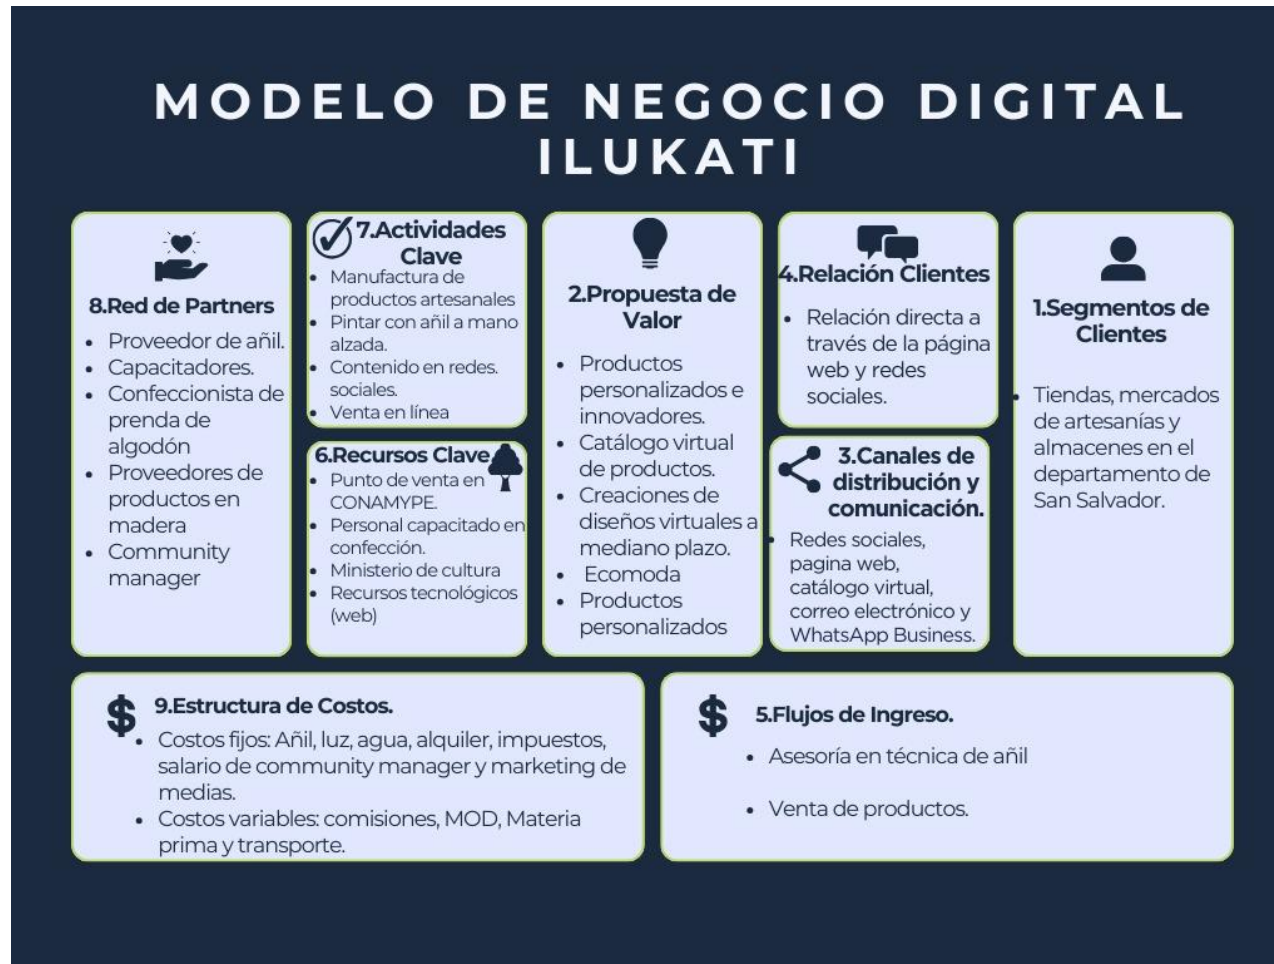 MODELO DE NEGOCIO DIGITAL
ILUKATI
8.Red de Partners
• Proveedor de añil.
• Capacitadores.
• Confeccionista de
prenda de
algodón
• Proveedores de
productos en
madera
• Community
manager
7.Actividades
Clave
• Manufactura de
productos artesanales
• Pintar con añil a mano
alzada.
• Contenido en redes.
sociales.
• Venta en línea
6.Recursos Clave
• Punto de venta en
CONAMYPE.
• Personal capacitado en
confección.
• Ministerio de cultura
• Recursos tecnológicos
(web)
2.Propuesta de
Valor
• Productos
personalizados e
innovadores.
• Catálogo virtual
de productos.
• Creaciones de
diseños virtuales a
mediano plazo.
• Ecomoda
• Productos
personalizados
4.Relación Clientes
• Relación directa a
través de la página
web y redes
sociales.
3.Canales de
distribución y
comunicación.
• Redes sociales,
pagina web,
catálogo virtual,
correo electrónico y
WhatsApp Business.
1.Segmentos de
Clientes
• Tiendas, mercados
de artesanías y
almacenes en el
departamento de
San Salvador.
9.Estructura de Costos.
• Costos fijos: Añil, luz, agua, alquiler, impuestos,
salario de community manager y marketing de
medias.
• Costos variables: comisiones, MOD, Materia
prima y transporte.
5.Flujos de Ingreso.
• Asesoría en técnica de añil
• Venta de productos.